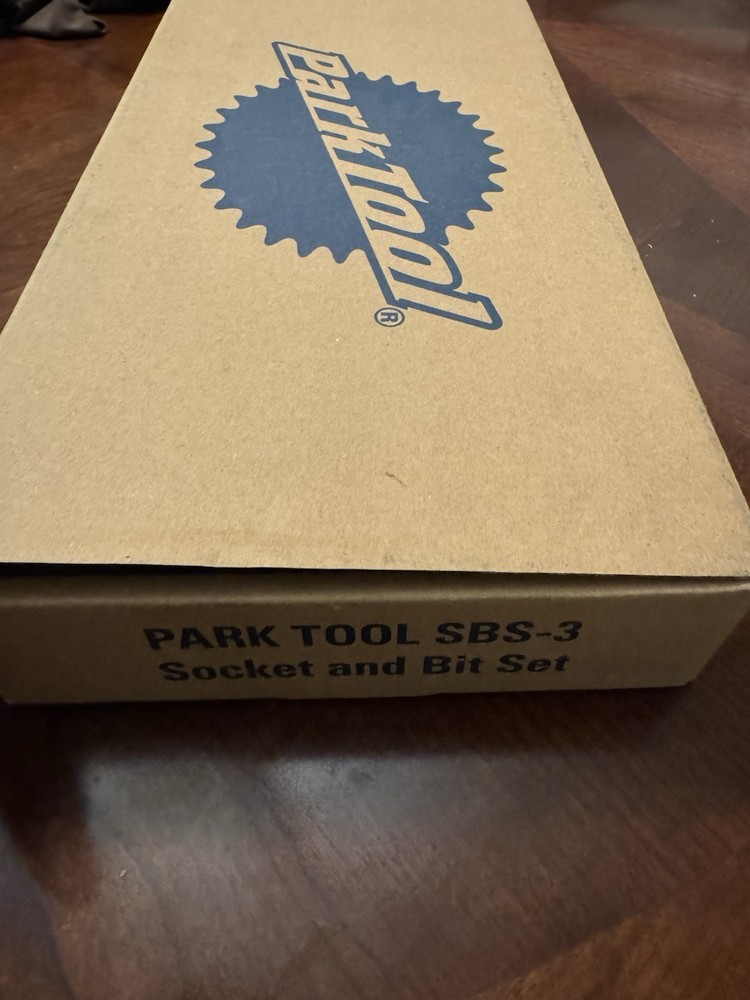 ParkTool®
PARK TOOL SBS-3
Socket and Bit Set